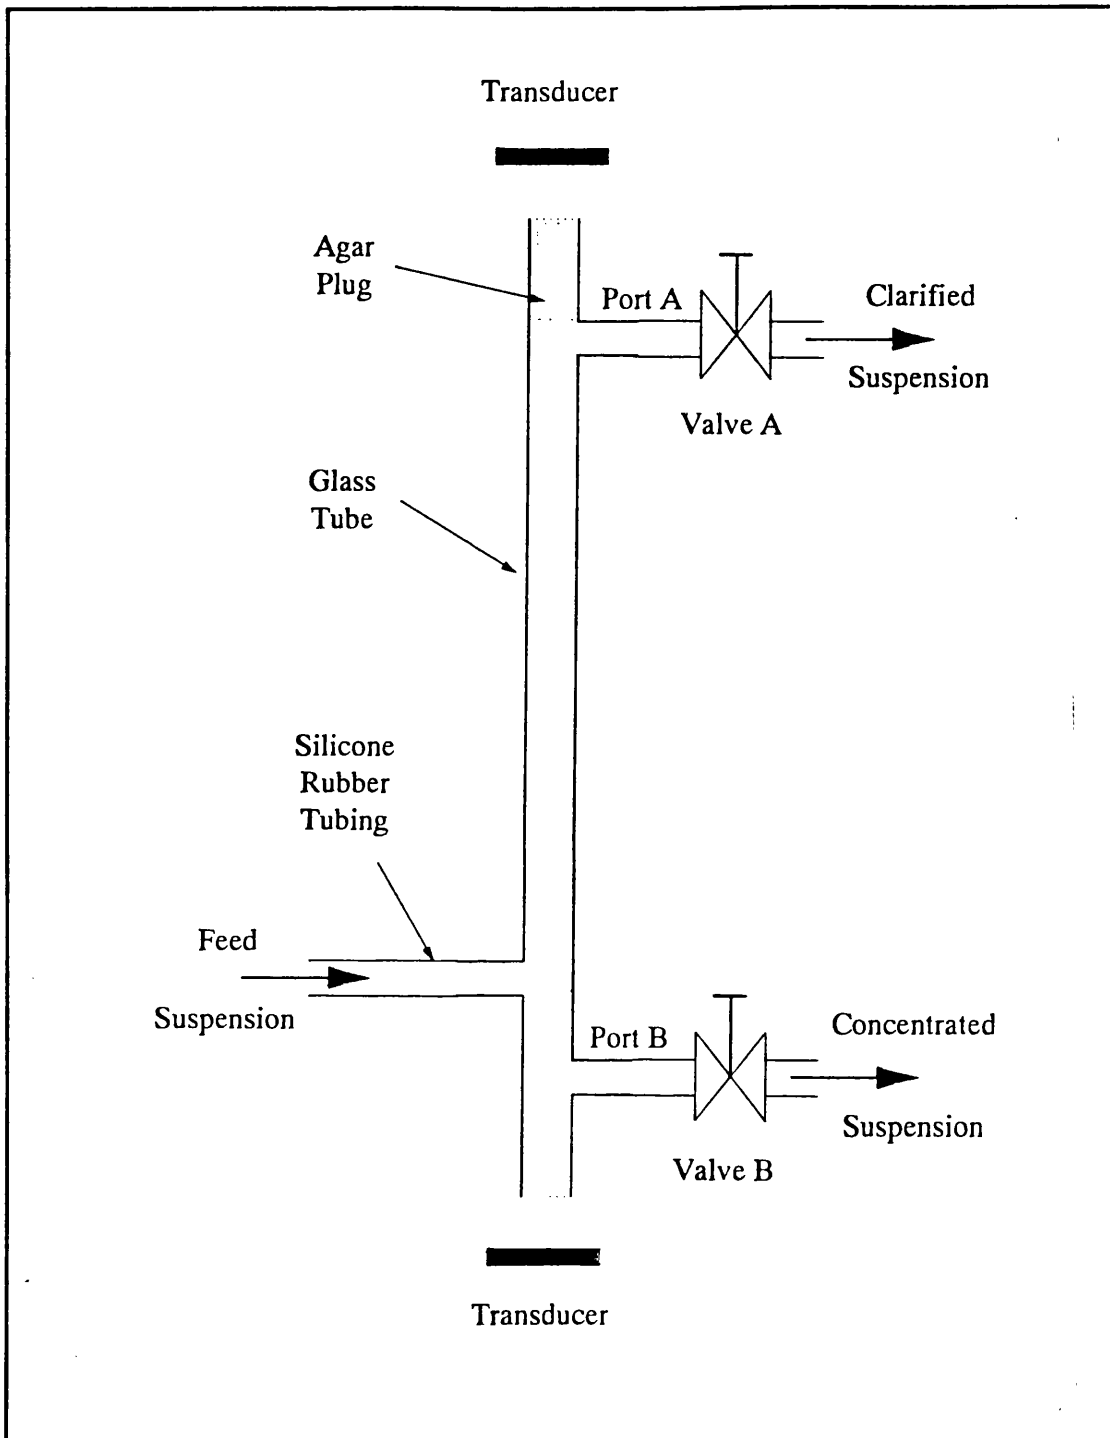 Transducer
Agar
Plug
Port A
Clarified
Suspension
Valve A
Glass
Tube
Silicone
Rubber
Tubing
Feed
Suspension
Port B
Concentrated
Suspension
Valve B
Transducer